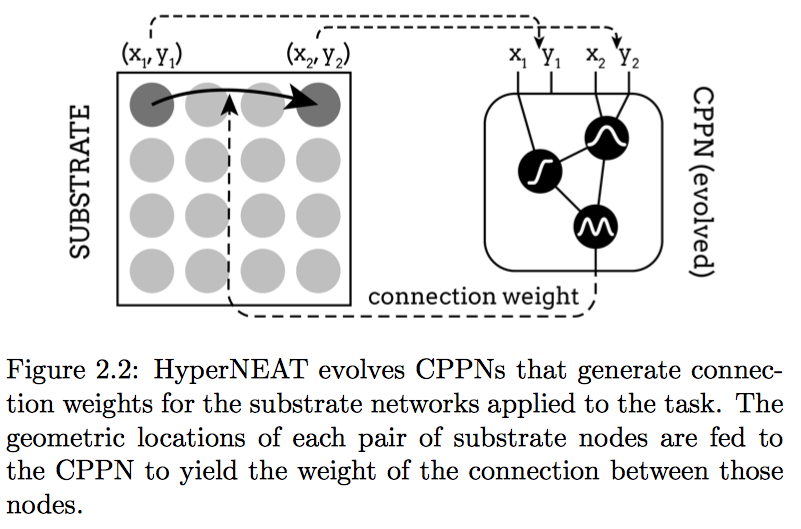 (x1,y1) (x2,y2) x1 y1 x2 y2
SUBSTRATE
CPPN (evolved)
connection weight
Figure 2.2: HyperNEAT evolves CPPNs that generate connec-
tion weights for the substrate networks applied to the task. The
geometric locations of each pair of substrate nodes are fed to
the CPPN to yield the weight of the connection between those
nodes.